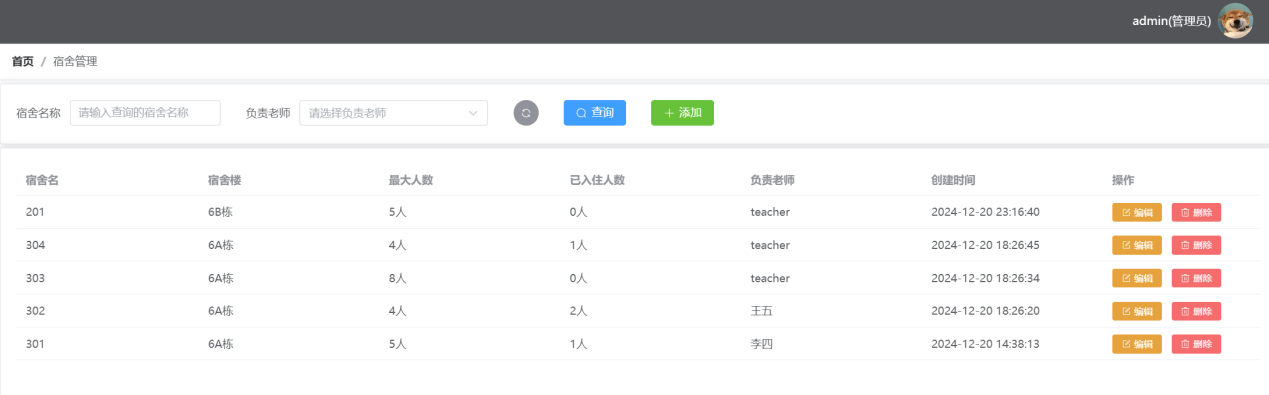 admin(管理员)
首页 / 宿舍管理
宿舍名称 请输入查询的宿舍名称 负责老师 请选择负责老师 查询 添加
宿舍名 宿舍楼 最大人数 已入住人数 负责老师 创建时间 操作
201 6B栋 5人 0人 teacher 2024-12-20 23:16:40 编辑 删除
304 6A栋 4人 1人 teacher 2024-12-20 18:26:45 编辑 删除
303 6A栋 8人 0人 teacher 2024-12-20 18:26:34 编辑 删除
302 6A栋 4人 2人 王五 2024-12-20 18:26:20 编辑 删除
301 6A栋 5人 1人 李四 2024-12-20 14:38:13 编辑 删除